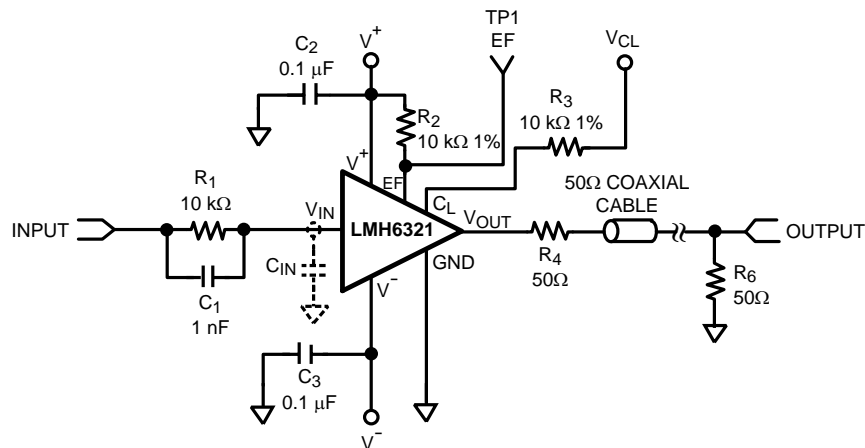 C2
0.1 μF
V+
TP1
EF
VCL
R2
10 kΩ 1%
R3
10 kΩ 1%
V+
EF
CL
R1
10 kΩ
INPUT
VIN
LMH6321
VOUT
50Ω COAXIAL
CABLE
OUTPUT
C1
1 nF
CIN
V-
GND
R4
50Ω
R6
50Ω
C3
0.1 μF
V-